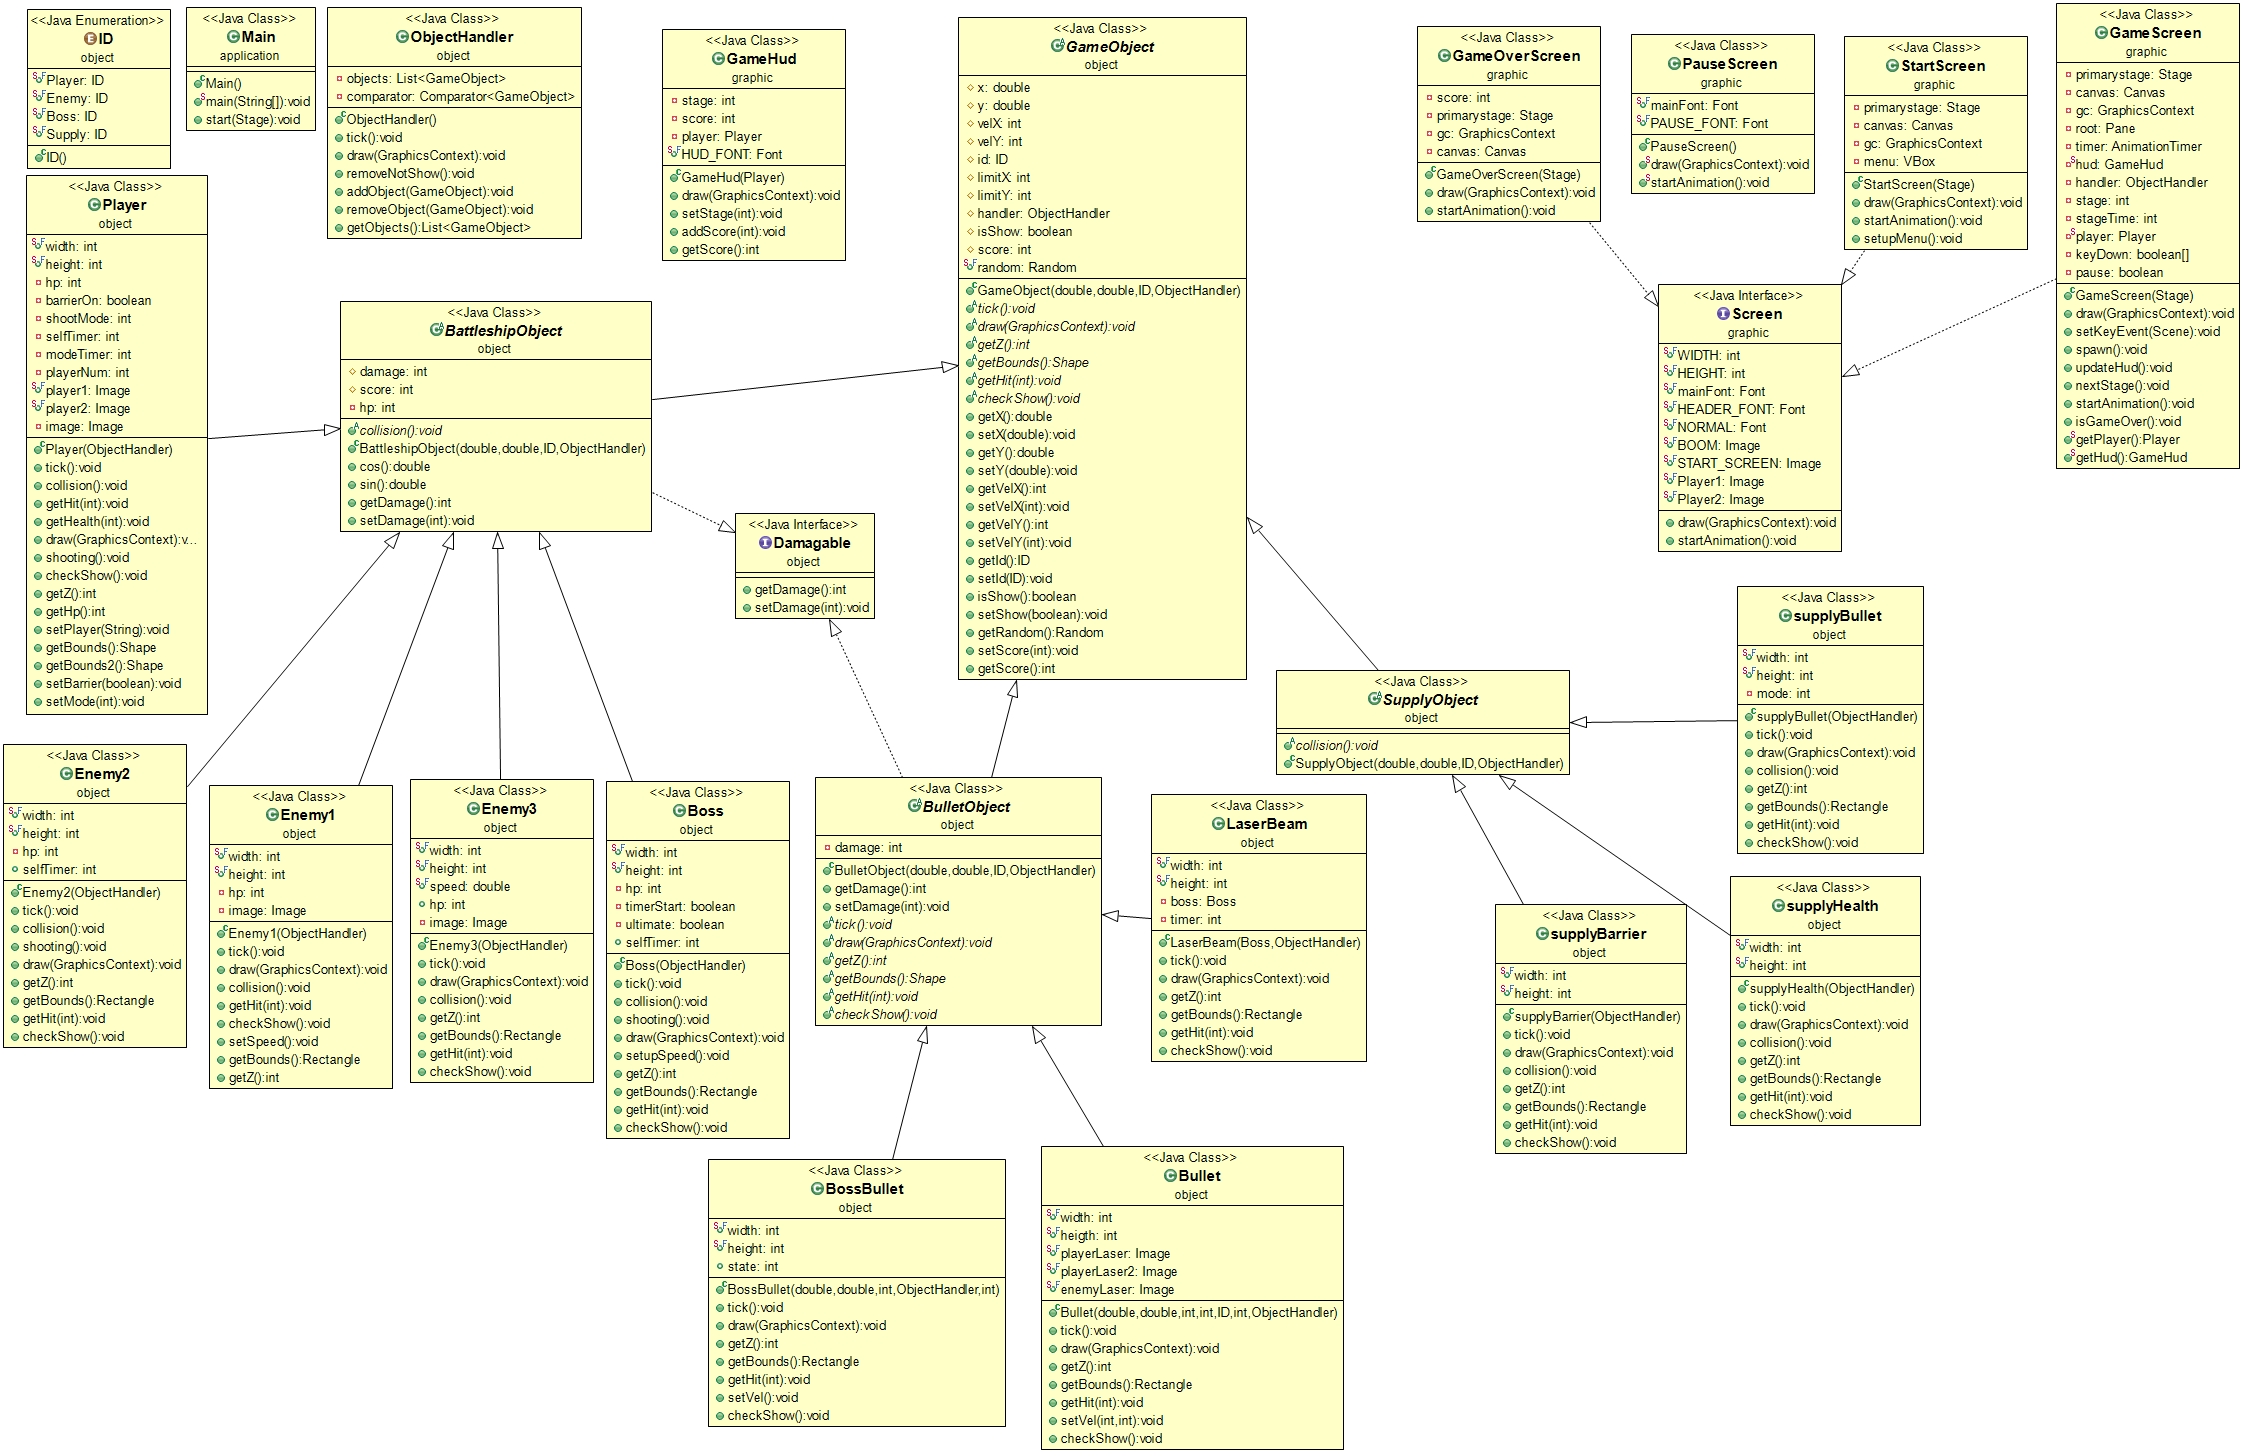 <<Java Enumeration>>
ID
object
Player: ID
Enemy: ID
Boss: ID
Supply: ID
ID()
<<Java Class>>
Main
application
Main()
main(String[]):void
start(Stage):void
<<Java Class>>
ObjectHandler
object
objects: List<GameObject>
comparator: Comparator<GameObject>
ObjectHandler()
tick():void
draw(GraphicsContext):void
removeNotShow():void
addObject(GameObject):void
removeObject(GameObject):void
getObjects():List<GameObject>
<<Java Class>>
GameHud
graphic
stage: int
score: int
player: Player
HUD_FONT: Font
GameHud(Player)
draw(GraphicsContext):void
setStage(int):void
addScore(int):void
getScore():int
<<Java Class>>
GameObject
object
x: double
y: double
velX: int
velY: int
id: ID
limitX: int
limitY: int
handler: ObjectHandler
isShow: boolean
score: int
random: Random
GameObject(double,double,ID,ObjectHandler)
tick():void
draw(GraphicsContext):void
getZ():int
getBounds():Shape
getHit(int):void
checkShow():void
getX():double
setX(double):void
getY():double
setY(double):void
getVelX():int
setVelX(int):void
getVelY():int
setVelY(int):void
getId():ID
setId(ID):void
isShow():boolean
setShow(boolean):void
getRandom():Random
setScore(int):void
getScore():int
<<Java Class>>
GameOverScreen
graphic
score: int
primarystage: Stage
gc: GraphicsContext
canvas: Canvas
GameOverScreen(Stage)
draw(GraphicsContext):void
startAnimation():void
<<Java Class>>
PauseScreen
graphic
mainFont: Font
PAUSE_FONT: Font
PauseScreen()
draw(GraphicsContext):void
startAnimation():void
<<Java Class>>
StartScreen
graphic
primarystage: Stage
canvas: Canvas
gc: GraphicsContext
menu: VBox
StartScreen(Stage)
draw(GraphicsContext):void
startAnimation():void
setupMenu():void
<<Java Class>>
GameScreen
graphic
primarystage: Stage
canvas: Canvas
gc: GraphicsContext
root: Pane
timer: AnimationTimer
hud: GameHud
handler: ObjectHandler
stage: int
stageTime: int
player: Player
keyDown: boolean[]
pause: boolean
GameScreen(Stage)
draw(GraphicsContext):void
setKeyEvent(Scene):void
spawn():void
updateHud():void
nextStage():void
startAnimation():void
isGameOver():void
getPlayer():Player
getHud():GameHud
<<Java Class>>
Player
object
width: int
height: int
hp: int
barrierOn: boolean
shootMode: int
selfTimer: int
modeTimer: int
playerNum: int
player1: Image
player2: Image
image: Image
Player(ObjectHandler)
tick():void
collision():void
getHit(int):void
getHealth(int):void
draw(GraphicsContext):v...
shooting():void
checkShow():void
getZ():int
getHp():int
setPlayer(String):void
getBounds():Shape
getBounds2():Shape
setBarrier(boolean):void
setMode(int):void
<<Java Class>>
BattleshipObject
object
damage: int
score: int
hp: int
collision():void
BattleshipObject(double,double,ID,ObjectHandler)
cos():double
sin():double
getDamage():int
setDamage(int):void
<<Java Interface>>
Screen
graphic
WIDTH: int
HEIGHT: int
mainFont: Font
HEADER_FONT: Font
NORMAL: Font
BOOM: Image
START_SCREEN: Image
Player1: Image
Player2: Image
draw(GraphicsContext):void
startAnimation():void
<<Java Interface>>
Damagable
object
getDamage():int
setDamage(int):void
<<Java Class>>
supplyBullet
object
width: int
height: int
mode: int
supplyBullet(ObjectHandler)
tick():void
draw(GraphicsContext):void
collision():void
getZ():int
getBounds():Rectangle
getHit(int):void
checkShow():void
<<Java Class>>
SupplyObject
object
collision():void
SupplyObject(double,double,ID,ObjectHandler)
<<Java Class>>
Enemy2
object
width: int
height: int
hp: int
selfTimer: int
Enemy2(ObjectHandler)
tick():void
collision():void
shooting():void
draw(GraphicsContext):void
getZ():int
getBounds():Rectangle
getHit(int):void
checkShow():void
<<Java Class>>
Enemy1
object
width: int
height: int
hp: int
image: Image
Enemy1(ObjectHandler)
tick():void
draw(GraphicsContext):void
collision():void
getHit(int):void
checkShow():void
setSpeed():void
getBounds():Rectangle
getZ():int
<<Java Class>>
Enemy3
object
width: int
height: int
speed: double
hp: int
image: Image
Enemy3(ObjectHandler)
tick():void
draw(GraphicsContext):void
collision():void
getZ():int
getBounds():Rectangle
getHit(int):void
checkShow():void
<<Java Class>>
Boss
object
width: int
height: int
hp: int
timerStart: boolean
ultimate: boolean
selfTimer: int
Boss(ObjectHandler)
tick():void
collision():void
shooting():void
draw(GraphicsContext):void
setupSpeed():void
getZ():int
getBounds():Rectangle
getHit(int):void
checkShow():void
<<Java Class>>
BulletObject
object
damage: int
BulletObject(double,double,ID,ObjectHandler)
getDamage():int
setDamage(int):void
tick():void
draw(GraphicsContext):void
getZ():int
getBounds():Shape
getHit(int):void
checkShow():void
<<Java Class>>
LaserBeam
object
width: int
height: int
boss: Boss
timer: int
LaserBeam(Boss,ObjectHandler)
tick():void
draw(GraphicsContext):void
getZ():int
getBounds():Rectangle
getHit(int):void
checkShow():void
<<Java Class>>
supplyBarrier
object
width: int
height: int
supplyBarrier(ObjectHandler)
tick():void
draw(GraphicsContext):void
collision():void
getZ():int
getBounds():Rectangle
getHit(int):void
checkShow():void
<<Java Class>>
supplyHealth
object
width: int
height: int
supplyHealth(ObjectHandler)
tick():void
draw(GraphicsContext):void
collision():void
getZ():int
getBounds():Rectangle
getHit(int):void
checkShow():void
<<Java Class>>
BossBullet
object
width: int
height: int
state: int
BossBullet(double,double,int,ObjectHandler,int)
tick():void
draw(GraphicsContext):void
getZ():int
getBounds():Rectangle
getHit(int):void
setVel():void
checkShow():void
<<Java Class>>
Bullet
object
width: int
heigth: int
playerLaser: Image
playerLaser2: Image
enemyLaser: Image
Bullet(double,double,int,int,ID,int,ObjectHandler)
tick():void
draw(GraphicsContext):void
getZ():int
getBounds():Rectangle
getHit(int):void
setVel(int,int):void
checkShow():void